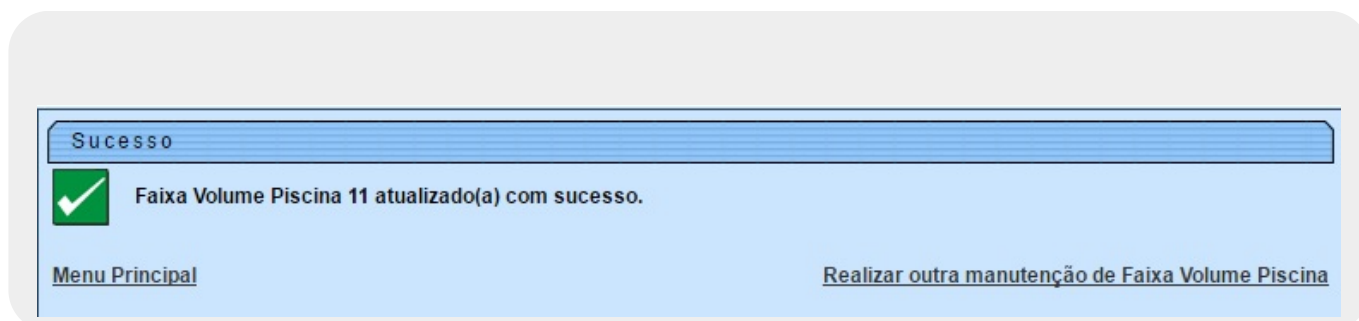 Sucesso
Faixa Volume Piscina 11 atualizado(a) com sucesso.
Menu Principal Realizar outra manutenção de Faixa Volume Piscina